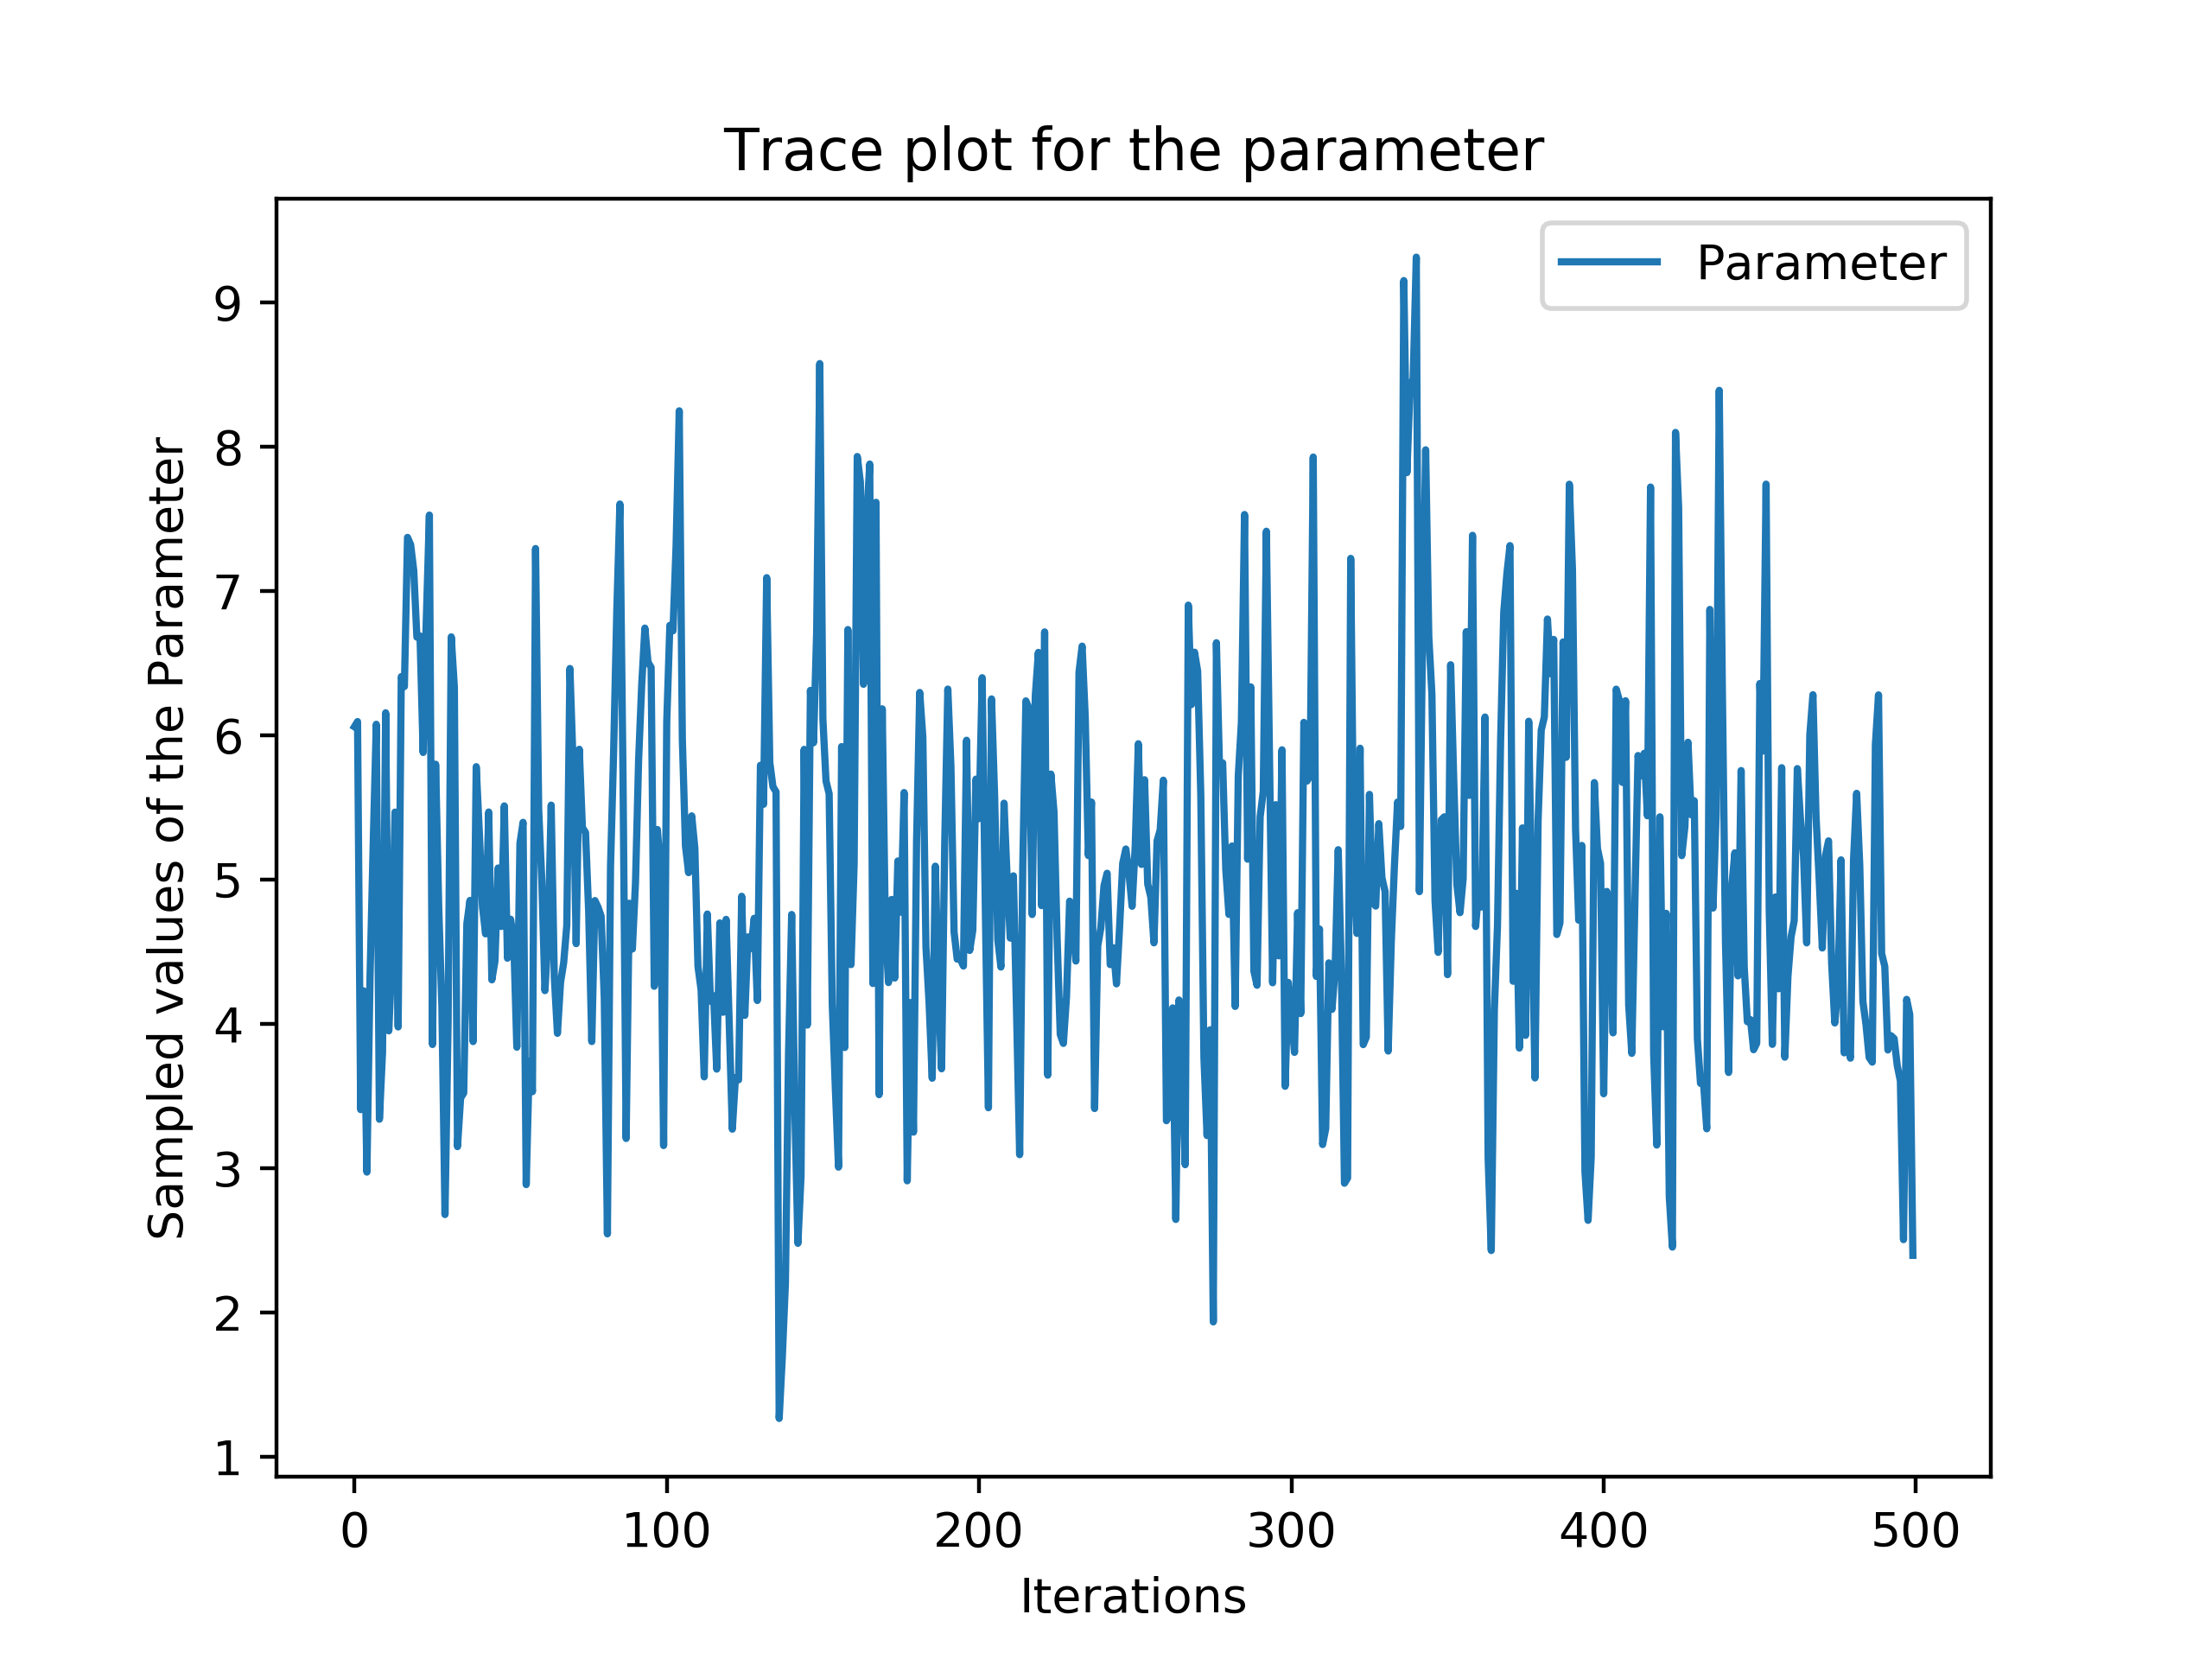 Trace plot for the parameter
Parameter
Sampled values of the Parameter
9
8
7
6
5
4
3
2
1
0 100 200 300 400 500
Iterations